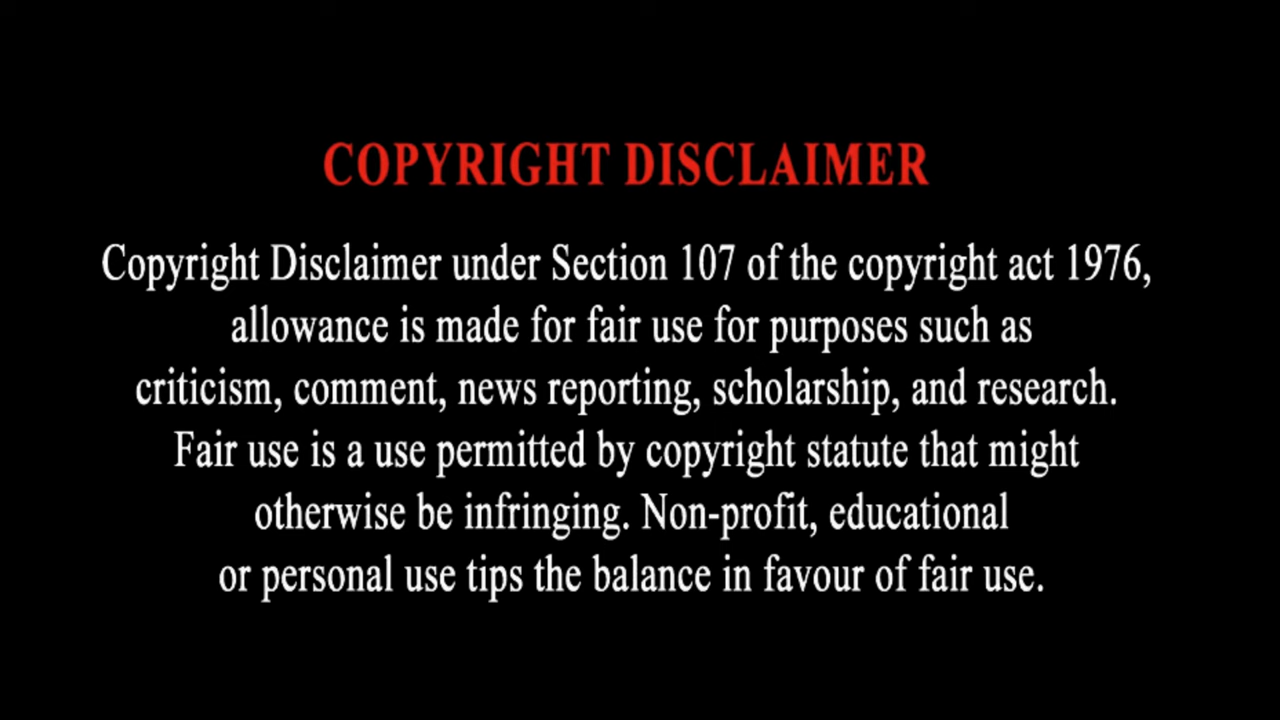 COPYRIGHT DISCLAIMER
Copyright Disclaimer under Section 107 of the copyright act 1976,
allowance is made for fair use for purposes such as
criticism, comment, news reporting, scholarship, and research.
Fair use is a use permitted by copyright statute that might
otherwise be infringing. Non-profit, educational
or personal use tips the balance in favour of fair use.